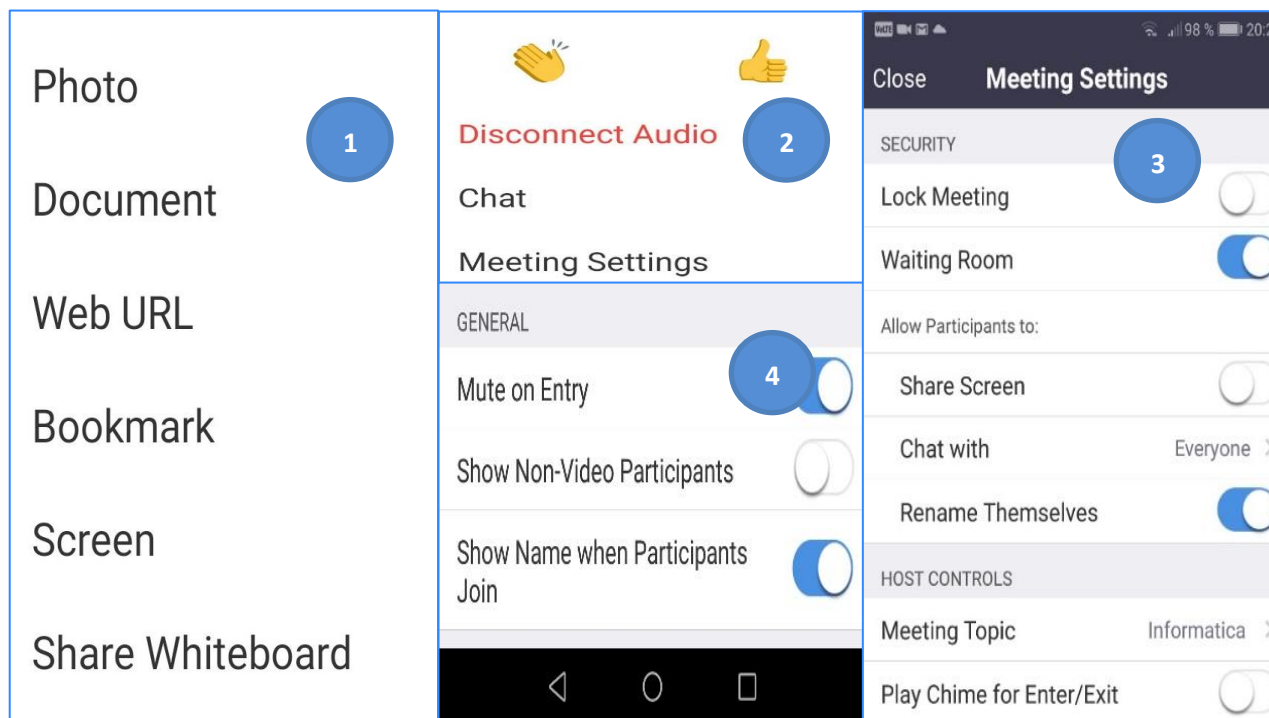 Photo
1
Document
Web URL
Bookmark
Screen
Share Whiteboard
Disconnect Audio
2
Chat
Meeting Settings
GENERAL
4
Mute on Entry
Show Non-Video Participants
Show Name when Participants
Join
VoLTE 98 % 20:2
Close Meeting Settings
SECURITY
3
Lock Meeting
Waiting Room
Allow Participants to:
Share Screen
Chat with Everyone
Rename Themselves
HOST CONTROLS
Meeting Topic Informatica
Play Chime for Enter/Exit